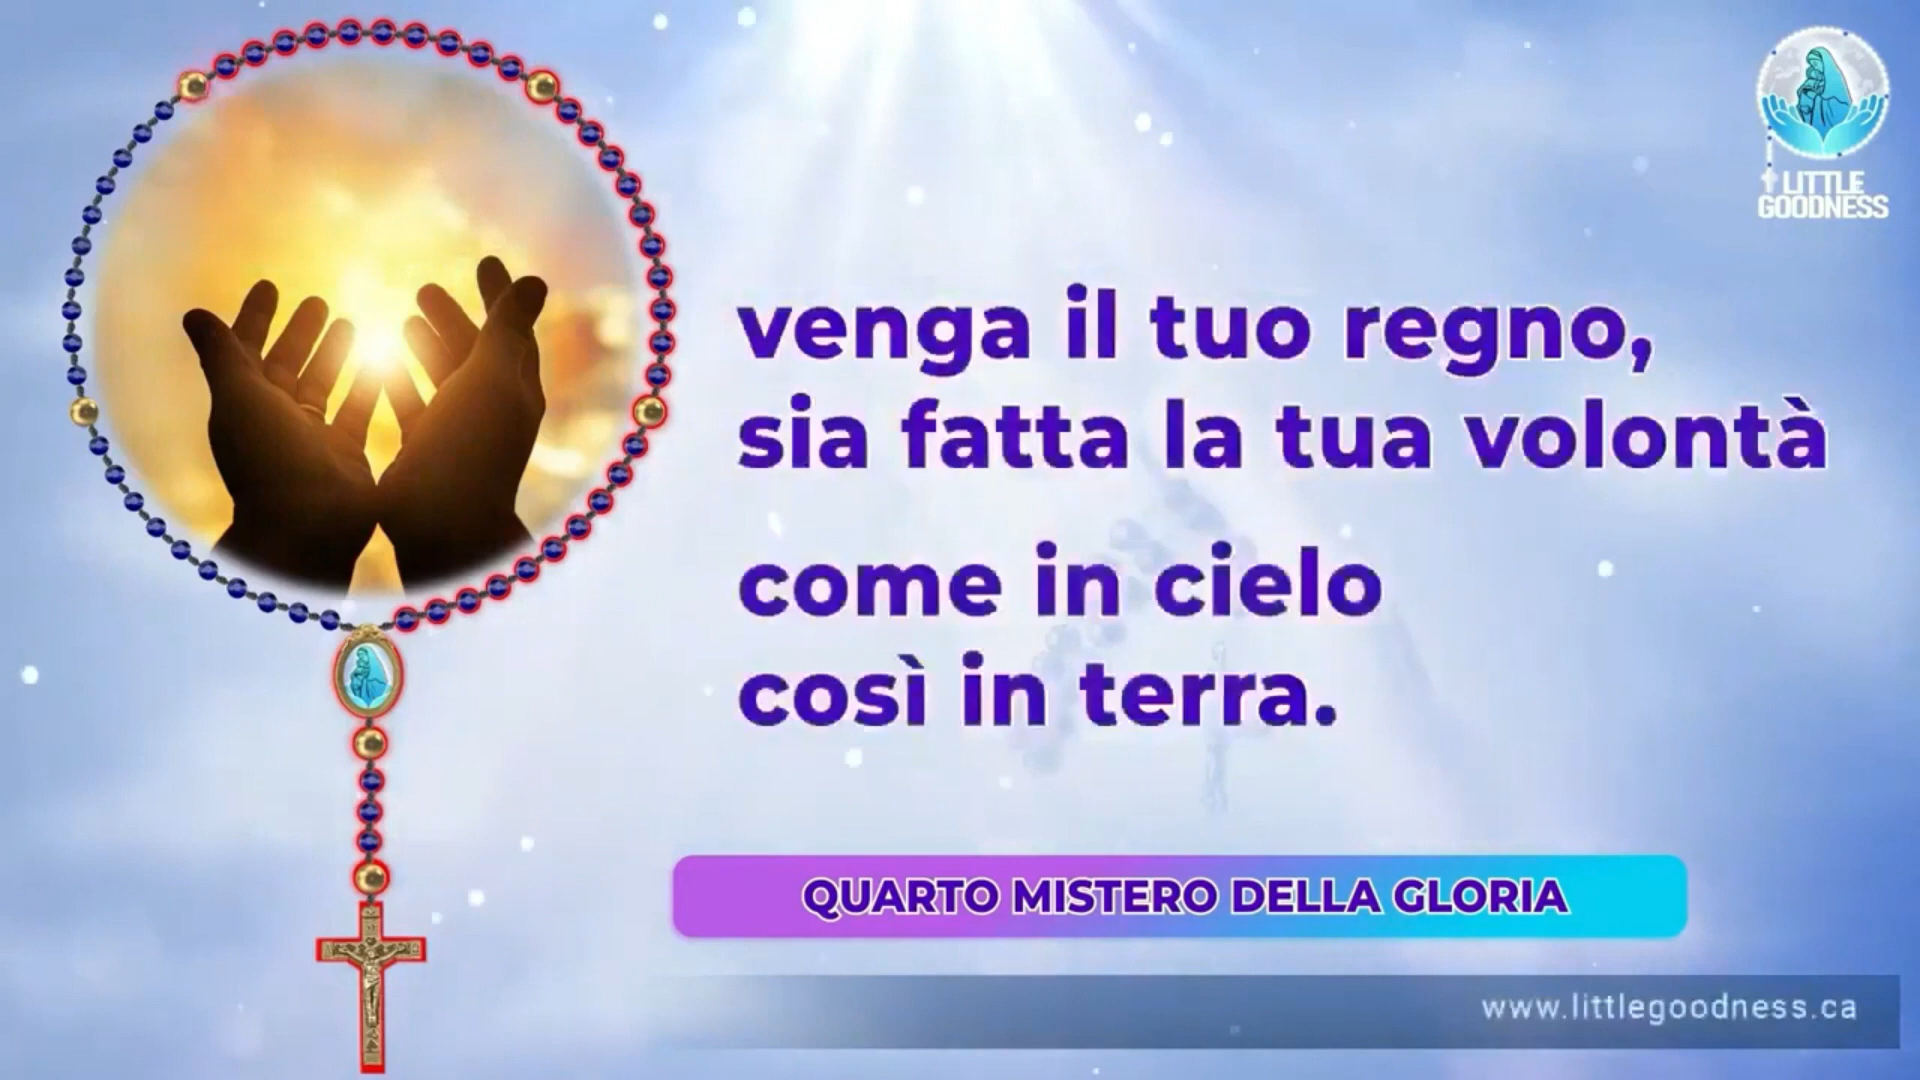 LITTLE
GOODNESS
venga il tuo regno,
sia fatta la tua volontà
come in cielo
così in terra.
QUARTO MISTERO DELLA GLORIA
www.littlegoodness.ca